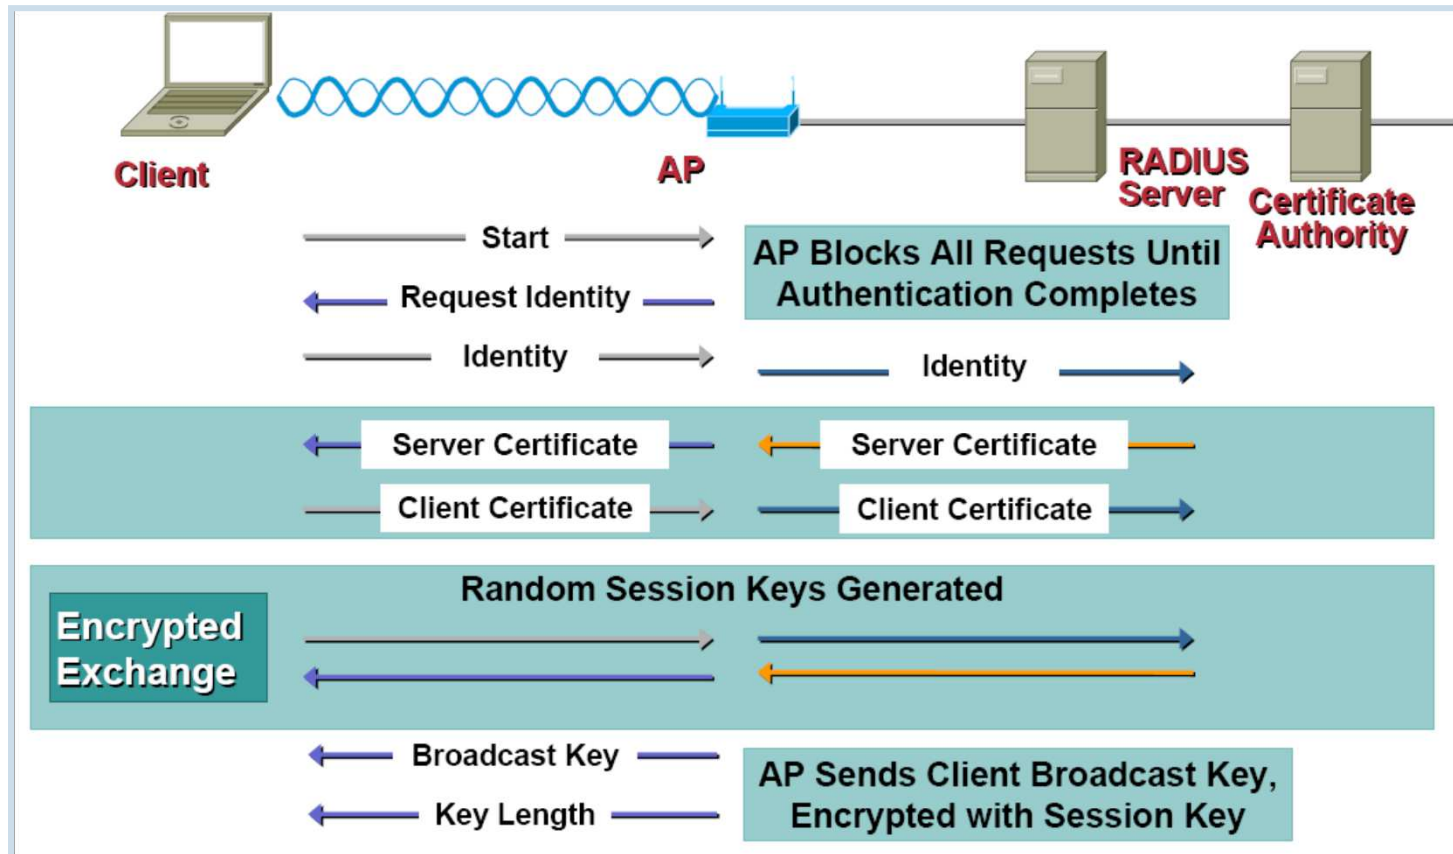 Client
AP
RADIUS
Server
Certificate
Authority
Start
AP Blocks All Requests Until
Authentication Completes
Request Identity
Identity
Identity
Server Certificate
Server Certificate
Client Certificate
Client Certificate
Random Session Keys Generated
Encrypted
Exchange
Broadcast Key
Key Length
AP Sends Client Broadcast Key,
Encrypted with Session Key